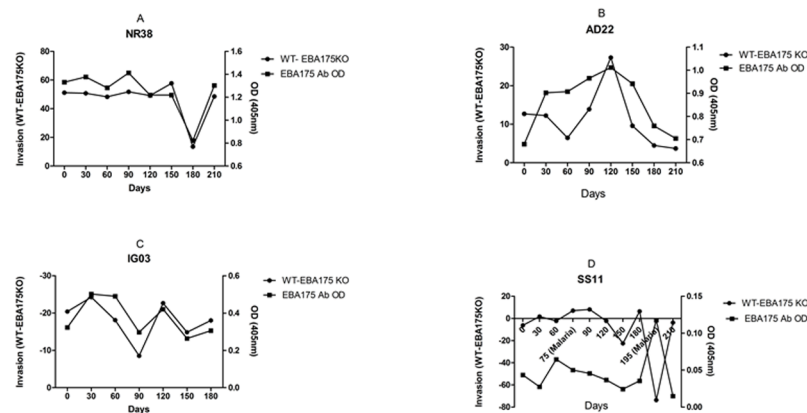 A
NR38
Invasion (WT-EBA175KO)
80
60
40
20
0
1.6
1.4
1.2
1.0
0.8
0.6
OD (405nm)
0 30 60 90 120 150 180 210
Days
WT- EBA175KO
EBA175 Ab OD
B
AD22
Invasion (WT-EBA175KO)
30
20
10
0
1.1
1.0
0.9
0.8
0.7
0.6
OD (405nm)
0 30 60 90 120 150 180 210
Days
WT-EBA175KO
EBA175 Ab OD
C
IG03
Invasion (WT-EBA175KO)
-30
-20
-10
0
0.6
0.4
0.2
0.0
OD (405nm)
0 30 60 90 120 150 180
Days
WT-EBA175 KO
EBA175 Ab OD
D
SS11
Invasion (WT-EBA175KO)
20
0
-20
-40
-60
-80
0.15
0.10
0.05
0.00
OD (405nm)
0 30 60 75 (Malaria) 90 120 150 180 195 (Malaria) 210
Days
WT-EBA175 KO
EBA175 Ab OD